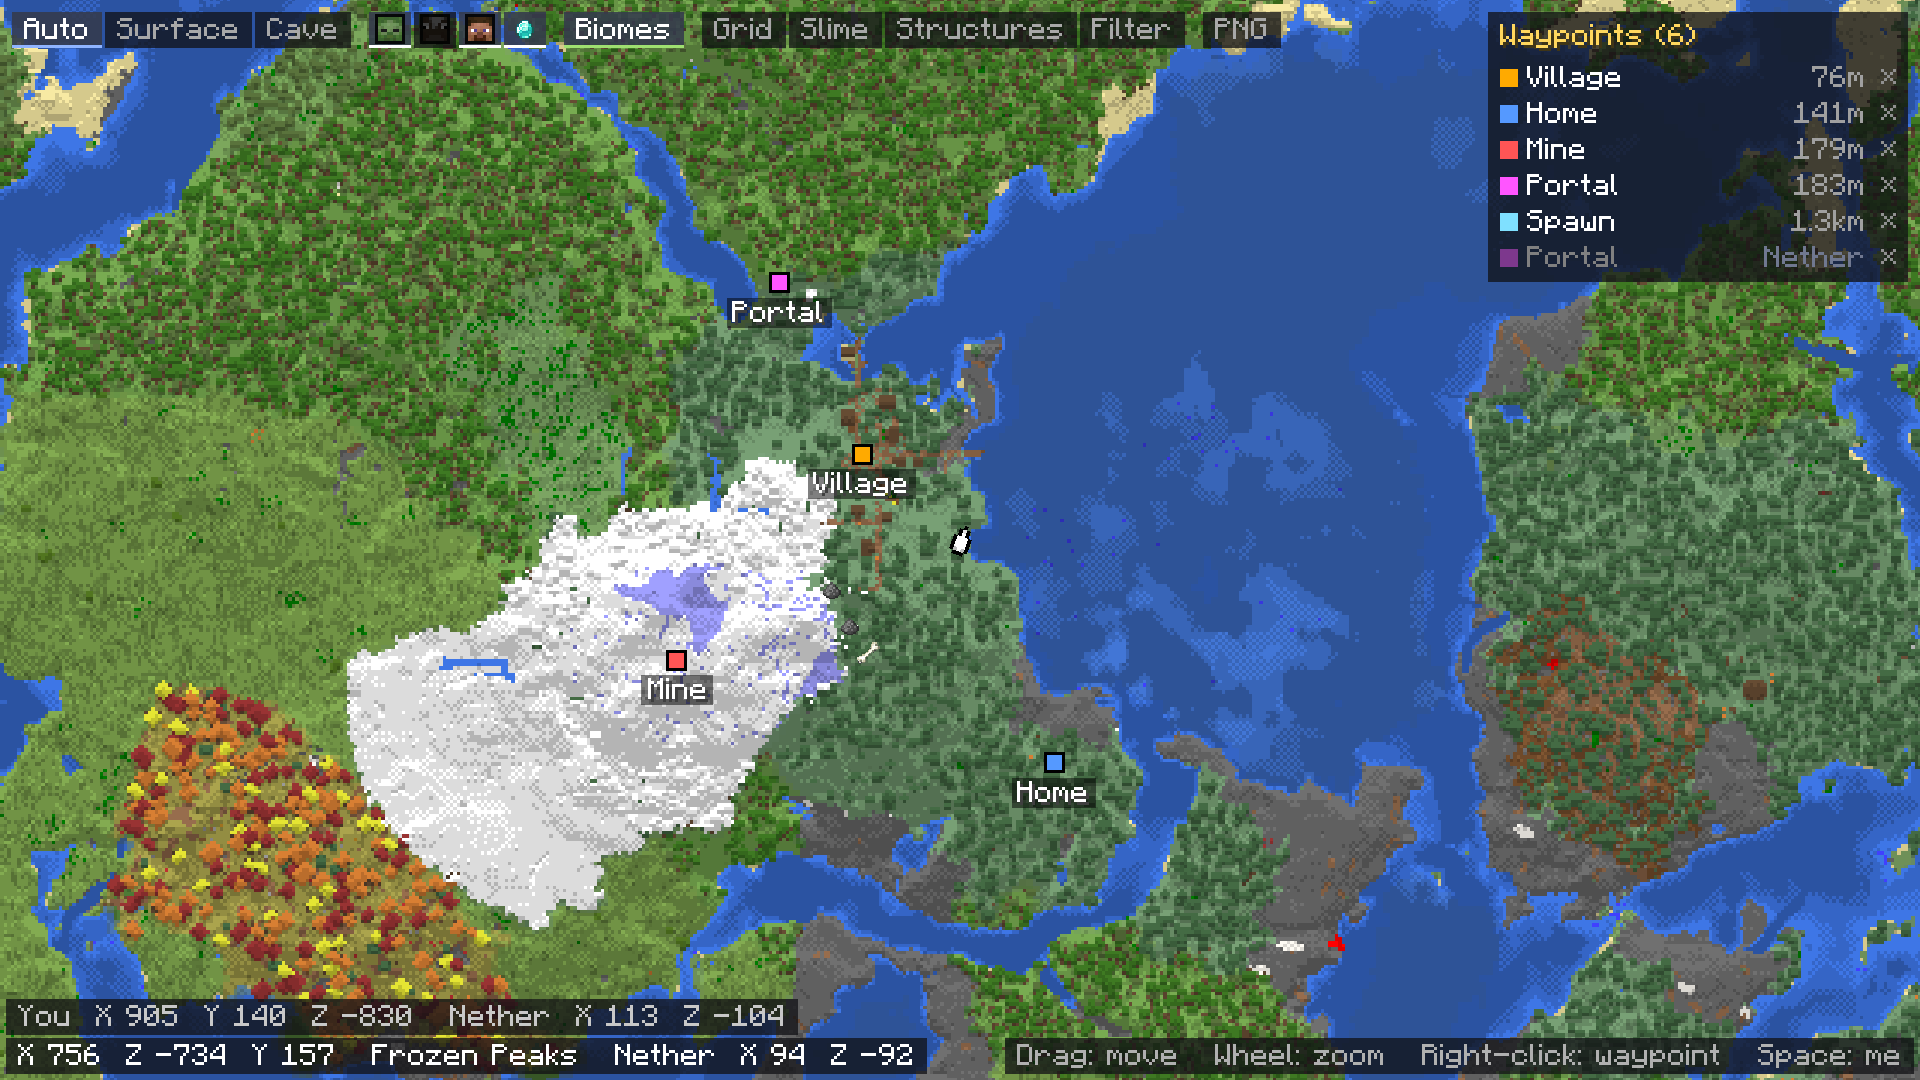 Auto Surface Cave Biomes Grid Slime Structures Filter PNG
Waypoints (6)
Village 76m ×
Home 141m ×
Mine 179m ×
Portal 183m ×
Spawn 1.3km ×
Portal Nether ×
Portal
Village
Mine
Home
You X 905 Y 140 Z -830 Nether X 113 Z -104
X 756 Z -734 Y 157 Frozen Peaks Nether X 94 Z -92
Drag: move Wheel: zoom Right-click: waypoint Space: me